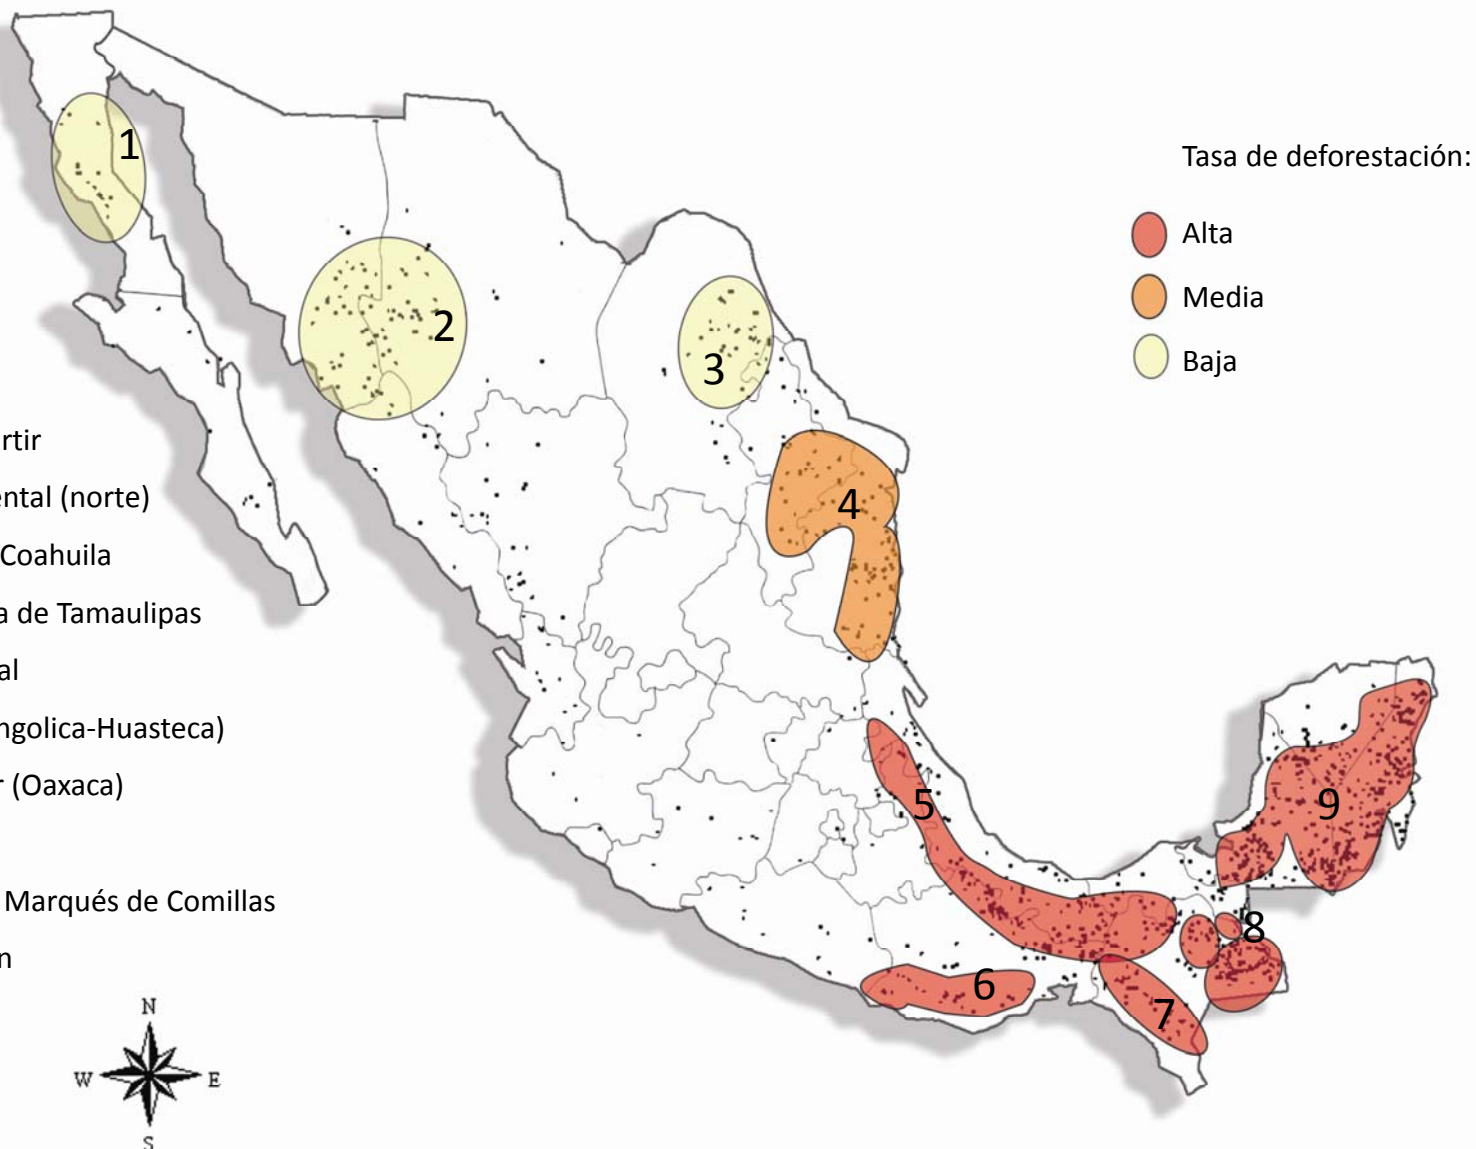 Tasa de deforestación:
Alta
Media
Baja
1
2
3
4
5
6
7
8
9
rtir
ental (norte)
Coahuila
a de Tamaulipas
al
ngolica-Huasteca)
r (Oaxaca)
Marqués de Comillas
n
N
W E
S